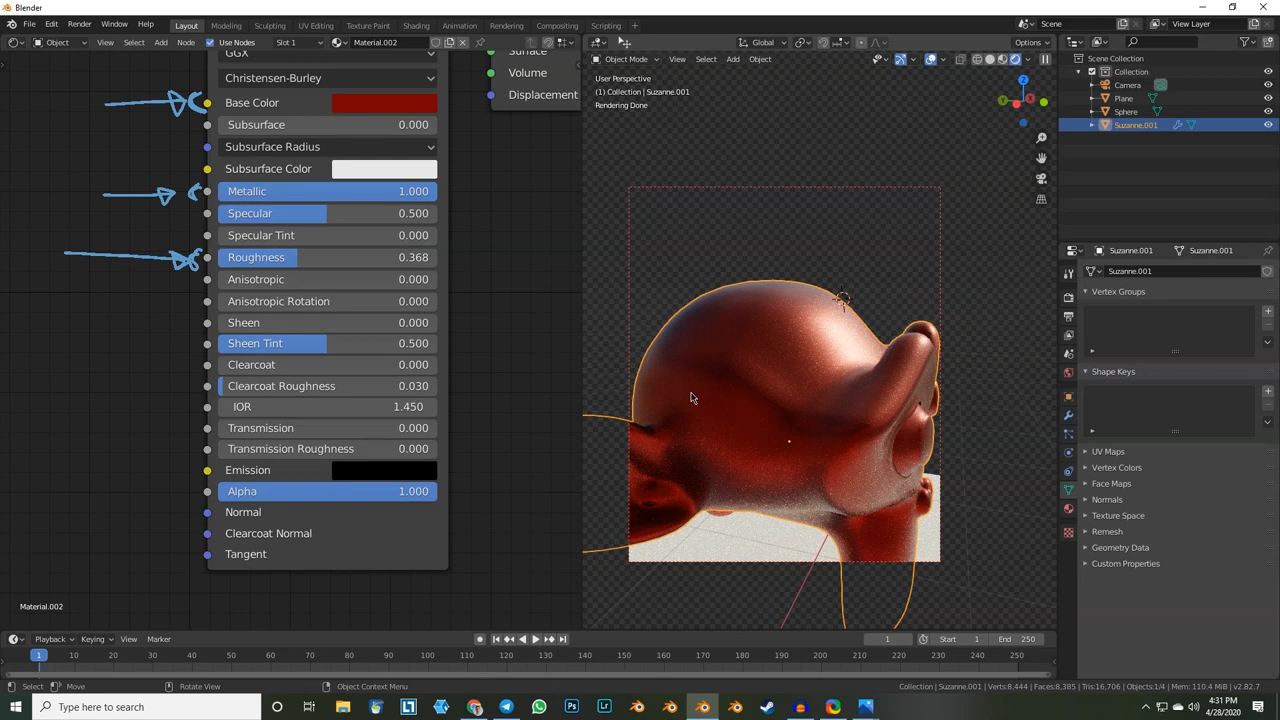 Blender
File Edit Render Window Help Layout Modeling Sculpting UV Editing Texture Paint Shading Animation Rendering Compositing Scripting + Scene View Layer
Object View Select Add Node Use Nodes Slot 1 Material.002
Global Options
Object Mode View Select Add Object
User Perspective
(1) Collection | Suzanne.001
Rendering Done
GGX
Christensen-Burley
Base Color
Subsurface 0.000
Subsurface Radius
Subsurface Color
Metallic 1.000
Specular 0.500
Specular Tint 0.000
Roughness 0.368
Anisotropic 0.000
Anisotropic Rotation 0.000
Sheen 0.000
Sheen Tint 0.500
Clearcoat 0.000
Clearcoat Roughness 0.030
IOR 1.450
Transmission 0.000
Transmission Roughness 0.000
Emission
Alpha 1.000
Normal
Clearcoat Normal
Tangent
Surface
Volume
Displacement
Material.002
Z
Scene Collection
Collection
Camera
Plane
Sphere
Suzanne.001
Suzanne.001 Suzanne.001
Suzanne.001
Vertex Groups
Shape Keys
UV Maps
Vertex Colors
Face Maps
Normals
Texture Space
Remesh
Geometry Data
Custom Properties
Playback Keying View Marker
1 Start 1 End 250
1 10 20 30 40 50 60 70 80 90 100 110 120 130 140 150 160 170 180 190 200 210 220 230 240 250
Select Move Rotate View Object Context Menu
Collection | Suzanne.001 | Verts:8,444 | Faces:8,385 | Tris:16,706 | Objects:1/4 | Mem: 110.4 MiB | v2.82.7
Type here to search
Ps Lr
4:31 PM
4/28/2020